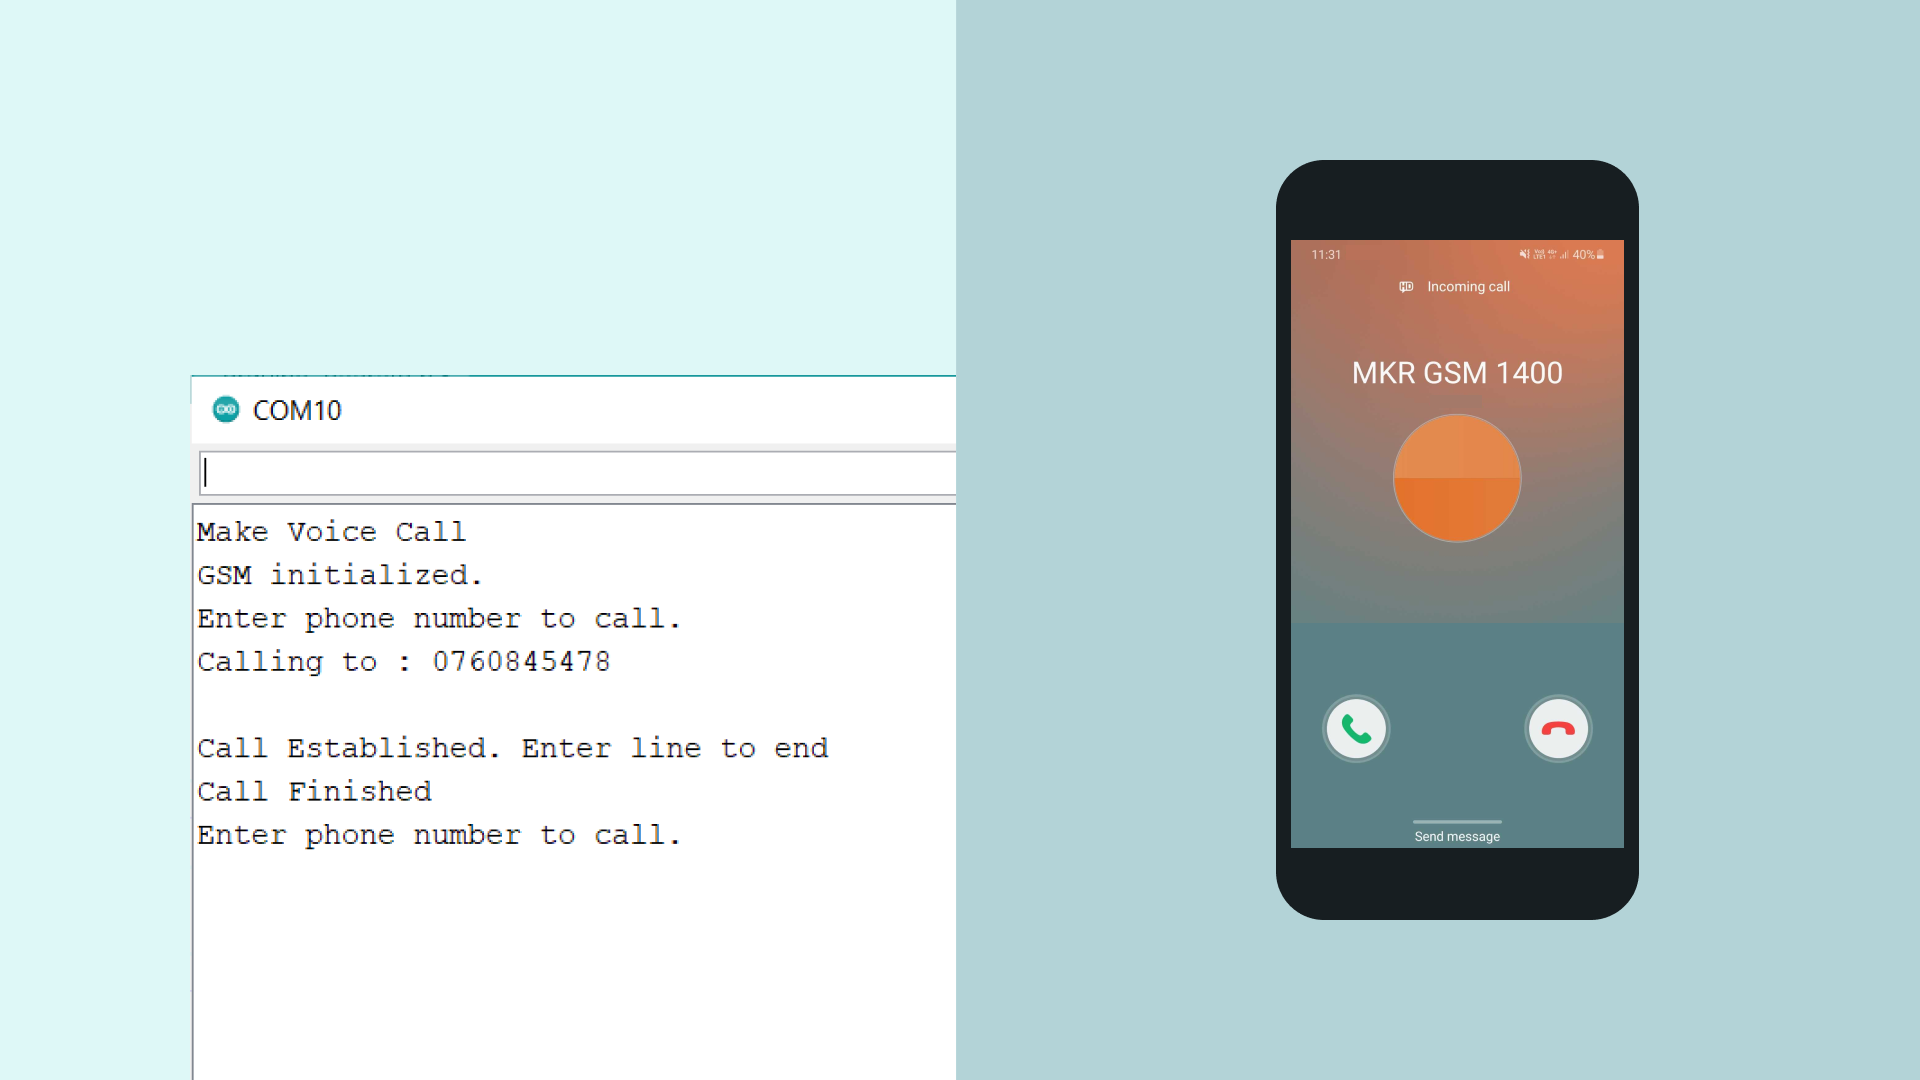 COM10
Make Voice Call
GSM initialized.
Enter phone number to call.
Calling to : 0760845478
Call Established. Enter line to end
Call Finished
Enter phone number to call.
11:31 40%
HD Incoming call
MKR GSM 1400
Send message